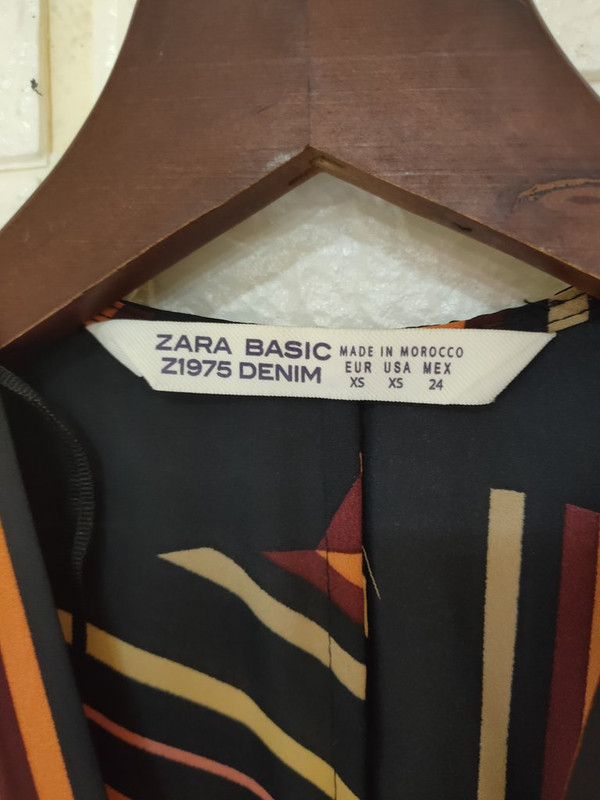 ZARA BASIC
Z1975 DENIM
MADE IN MOROCCO
EUR USA MEX
XS XS 24